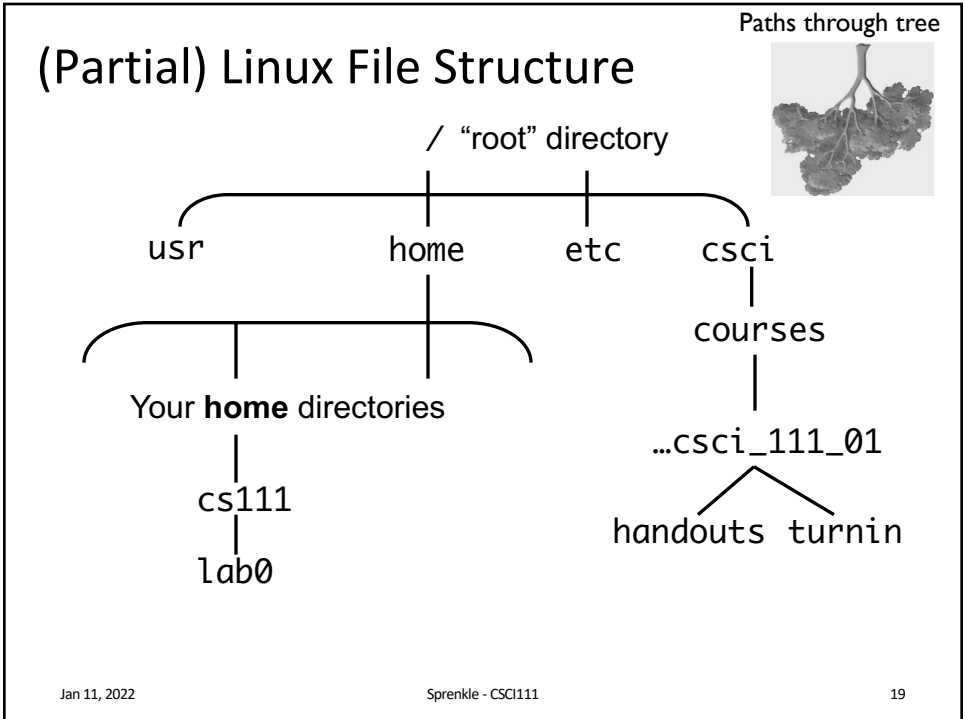 Paths through tree
(Partial) Linux File Structure
/ “root” directory
usr home etc csci
courses
Your home directories
…csci_111_01
cs111
handouts turnin
lab0
Jan 11, 2022 Sprenkle - CSCI111 19